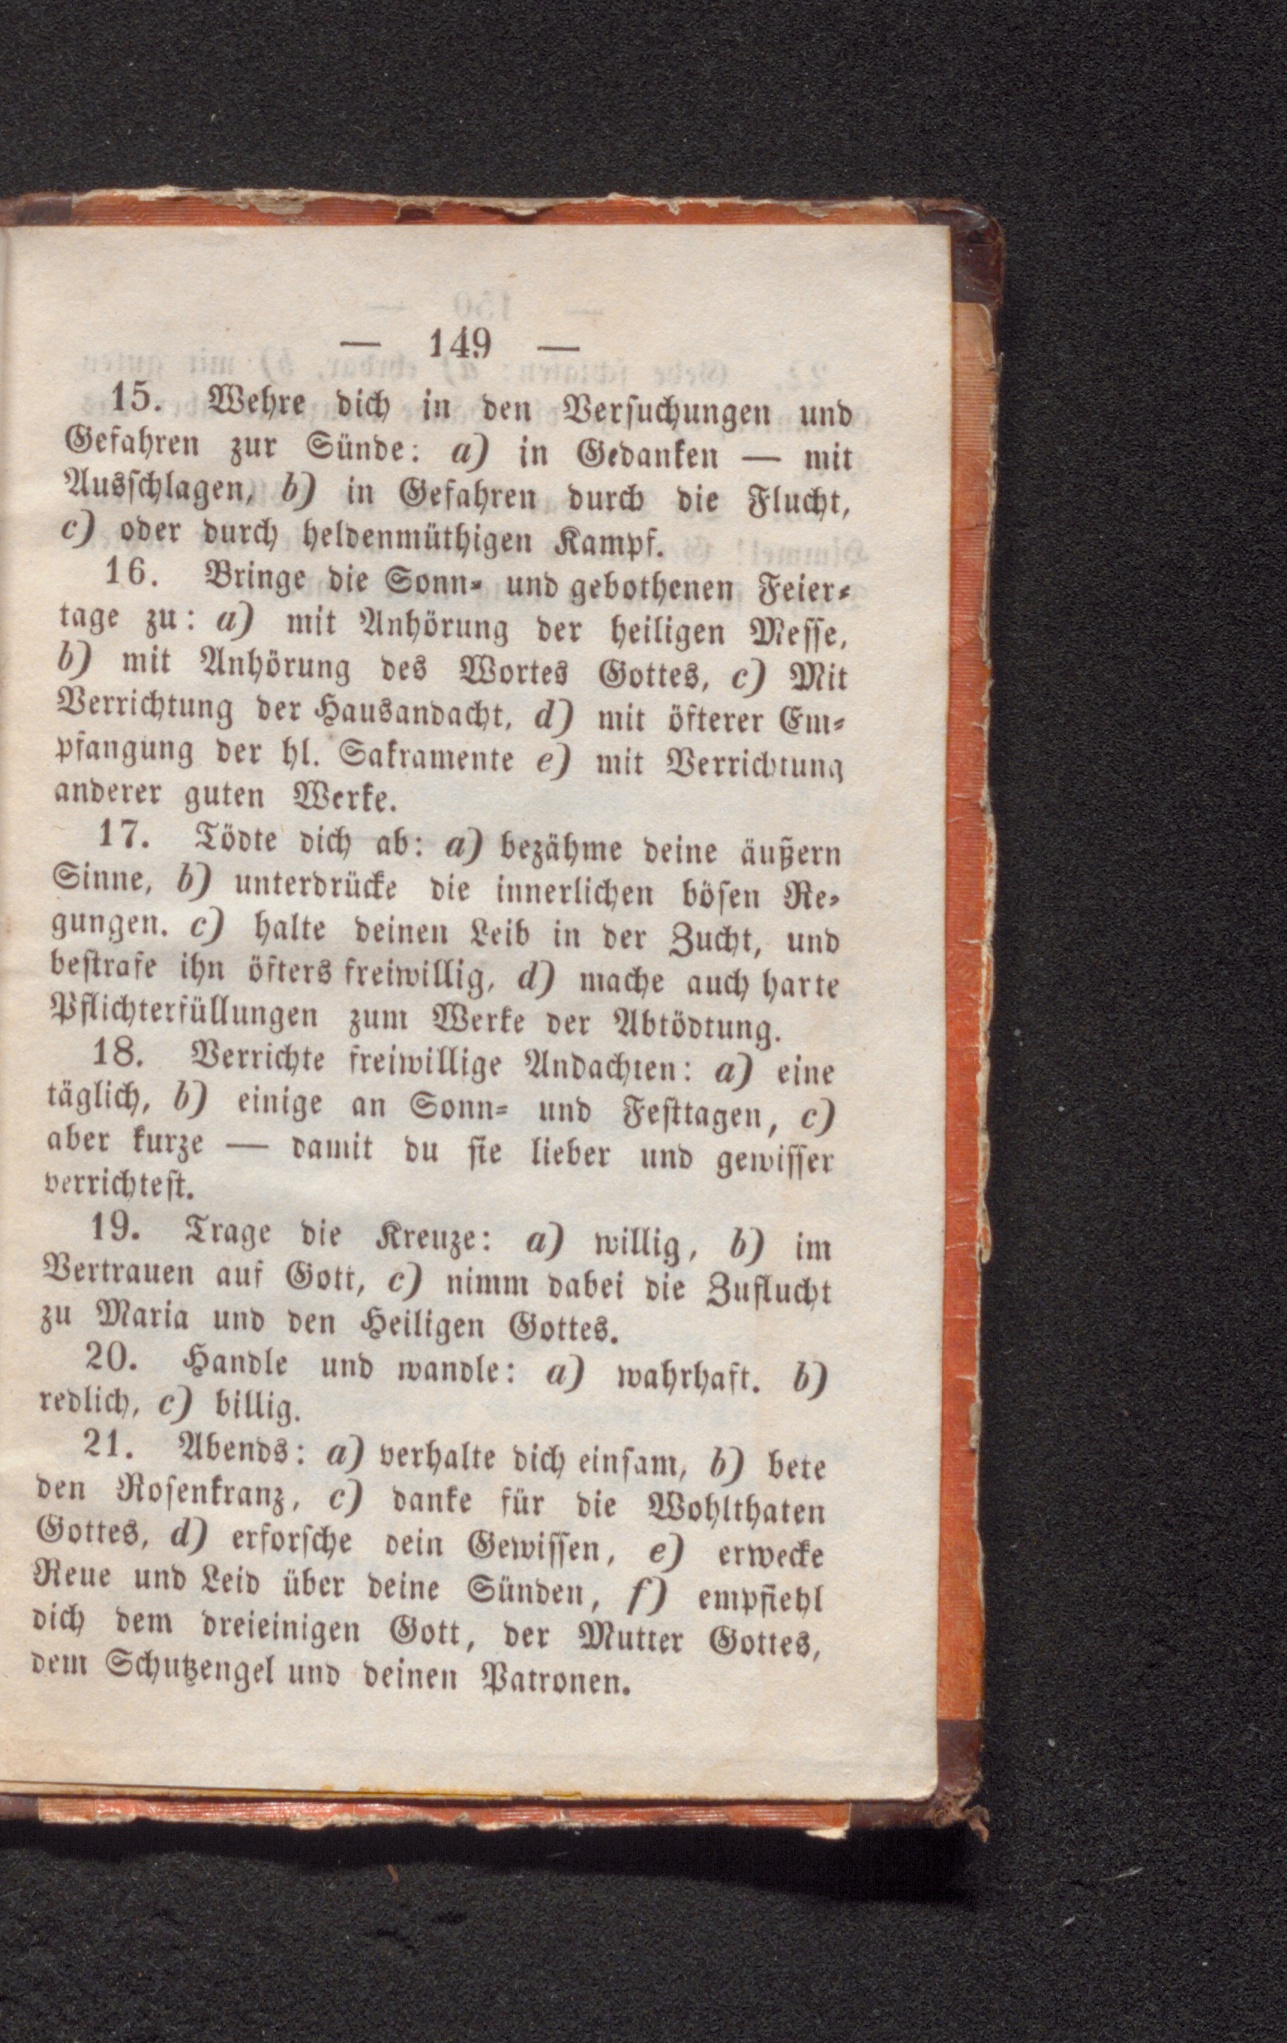 — 149 —
15. Wehre dich in den Versuchungen und
Gefahren zur Sünde: a) in Gedanken — mit
Ausschlagen, b) in Gefahren durch die Flucht,
c) oder durch heldenmüthigen Kampf.
16. Bringe die Sonn- und gebothenen Feier-
tage zu: a) mit Anhörung der heiligen Messe,
b) mit Anhörung des Wortes Gottes, c) Mit
Verrichtung der Hausandacht, d) mit öfterer Em-
pfangung der hl. Sakramente e) mit Verrichtung
anderer guten Werke.
17. Tödte dich ab: a) bezähme deine äußern
Sinne, b) unterdrücke die innerlichen bösen Re-
gungen. c) halte deinen Leib in der Zucht, und
bestrafe ihn öfters freiwillig, d) mache auch harte
Pflichterfüllungen zum Werke der Abtödtung.
18. Verrichte freiwillige Andachten: a) eine
täglich, b) einige an Sonn- und Festtagen, c)
aber kurze — damit du sie lieber und gewisser
verrichtest.
19. Trage die Kreuze: a) willig, b) im
Vertrauen auf Gott, c) nimm dabei die Zuflucht
zu Maria und den Heiligen Gottes.
20. Handle und wandle: a) wahrhaft. b)
redlich, c) billig.
21. Abends: a) verhalte dich einsam, b) bete
den Rosenkranz, c) danke für die Wohlthaten
Gottes, d) erforsche dein Gewissen, e) erwecke
Reue und Leid über deine Sünden, f) empfiehl
dich dem dreieinigen Gott, der Mutter Gottes,
dem Schutzengel und deinen Patronen.